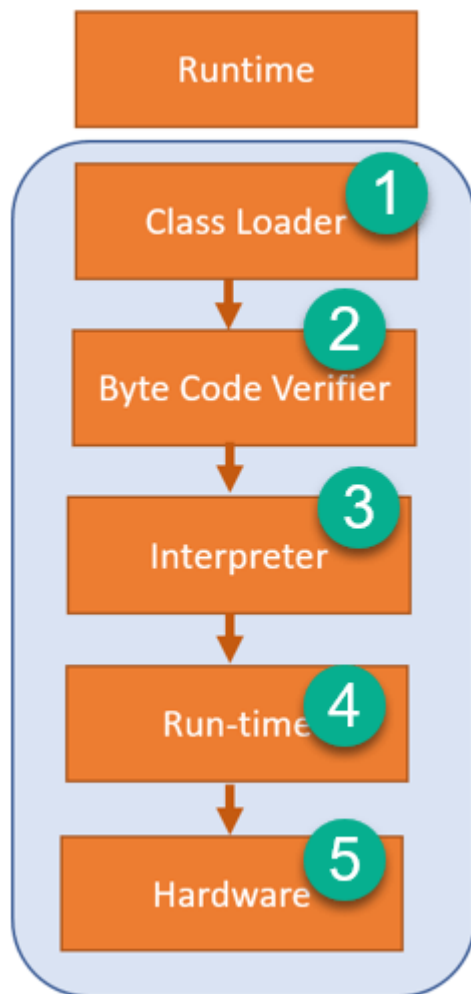 Runtime
1
Class Loader
2
Byte Code Verifier
3
Interpreter
4
Run-time
5
Hardware